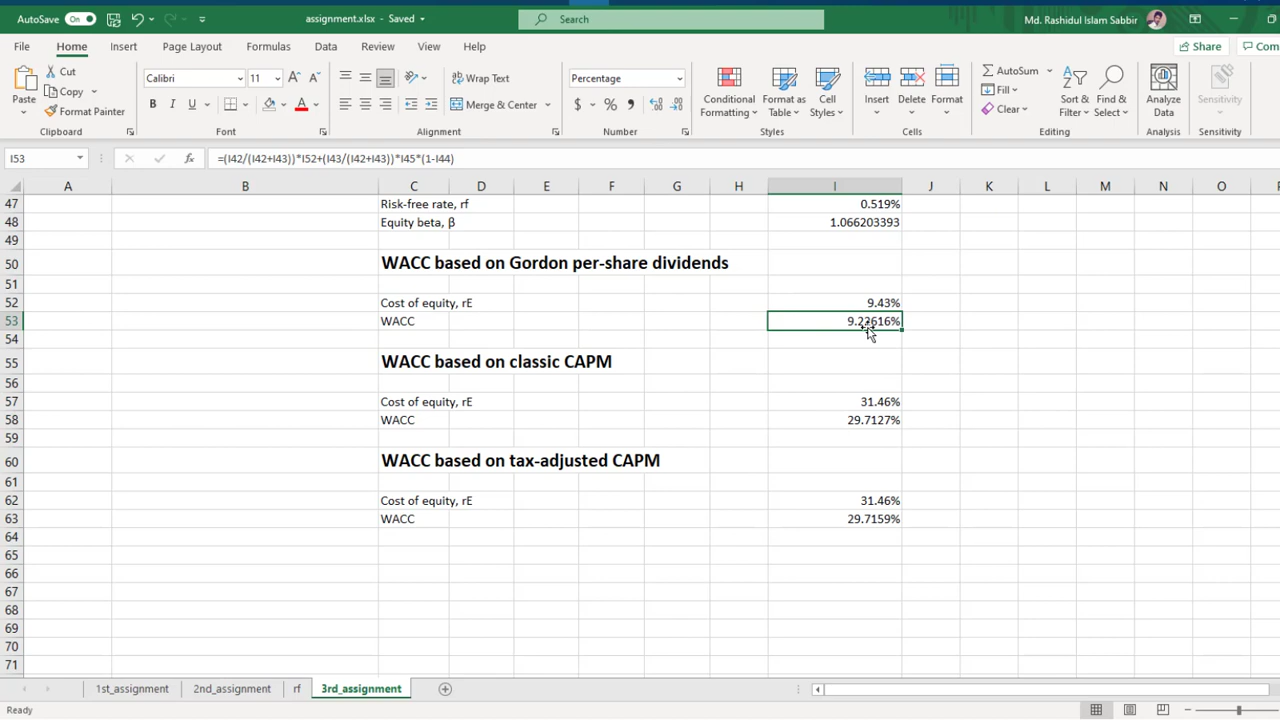 AutoSave On assignment.xlsx - Saved Search Md. Rashidul Islam Sabbir
File Home Insert Page Layout Formulas Data Review View Help Share Com
Cut Calibri 11 Wrap Text Percentage AutoSum
Copy Fill
Paste Format Painter B I U Merge & Center $ % Conditional Formatting Format as Table Cell Styles Insert Delete Format Clear Sort & Filter Find & Select Analyze Data Sensitivity
Clipboard Font Alignment Number Styles Cells Editing Analysis Sensitivity
I53 fx =(I42/(I42+I43))*I52+(I43/(I42+I43))*I45*(1-I44)
A B C D E F G H I J K L M N O
47 Risk-free rate, rf 0.519%
48 Equity beta, β 1.066203393
49
50 WACC based on Gordon per-share dividends
51
52 Cost of equity, rE 9.43%
53 WACC
54
55 WACC based on classic CAPM
56
57 Cost of equity, rE 31.46%
58 WACC 29.7127%
59
60 WACC based on tax-adjusted CAPM
61
62 Cost of equity, rE 31.46%
63 WACC 29.7159%
64
65
66
67
68
69
70
71
1st_assignment 2nd_assignment rf 3rd_assignment
Ready